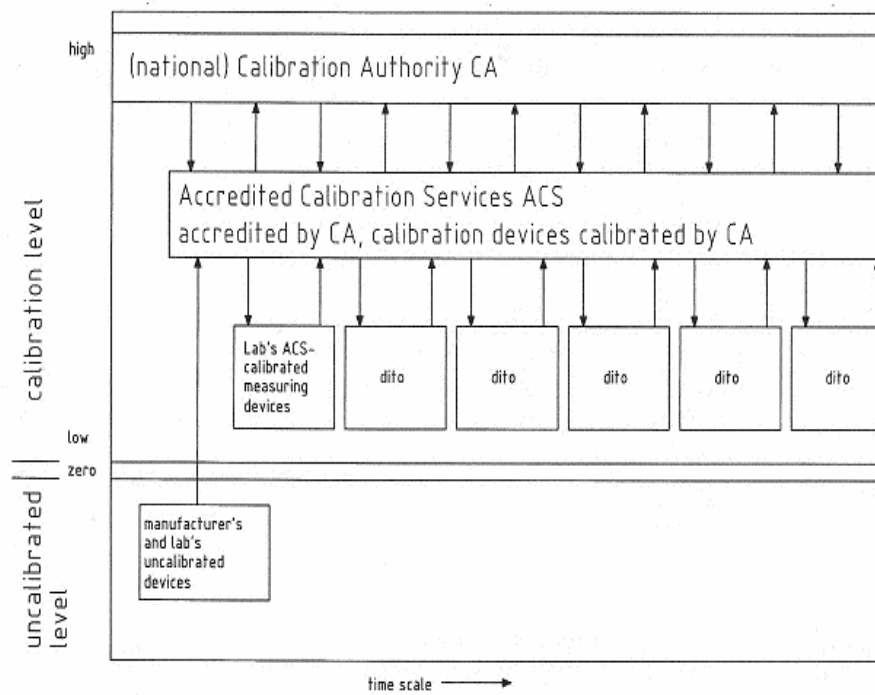 high
(national) Calibration Authority CA
Accredited Calibration Services ACS
accredited by CA, calibration devices calibrated by CA
calibration level
Lab's ACS-
calibrated
measuring
devices
dito
dito
dito
dito
dito
low
zero
uncalibrated
level
manufacturer's
and lab's
uncalibrated
devices
time scale